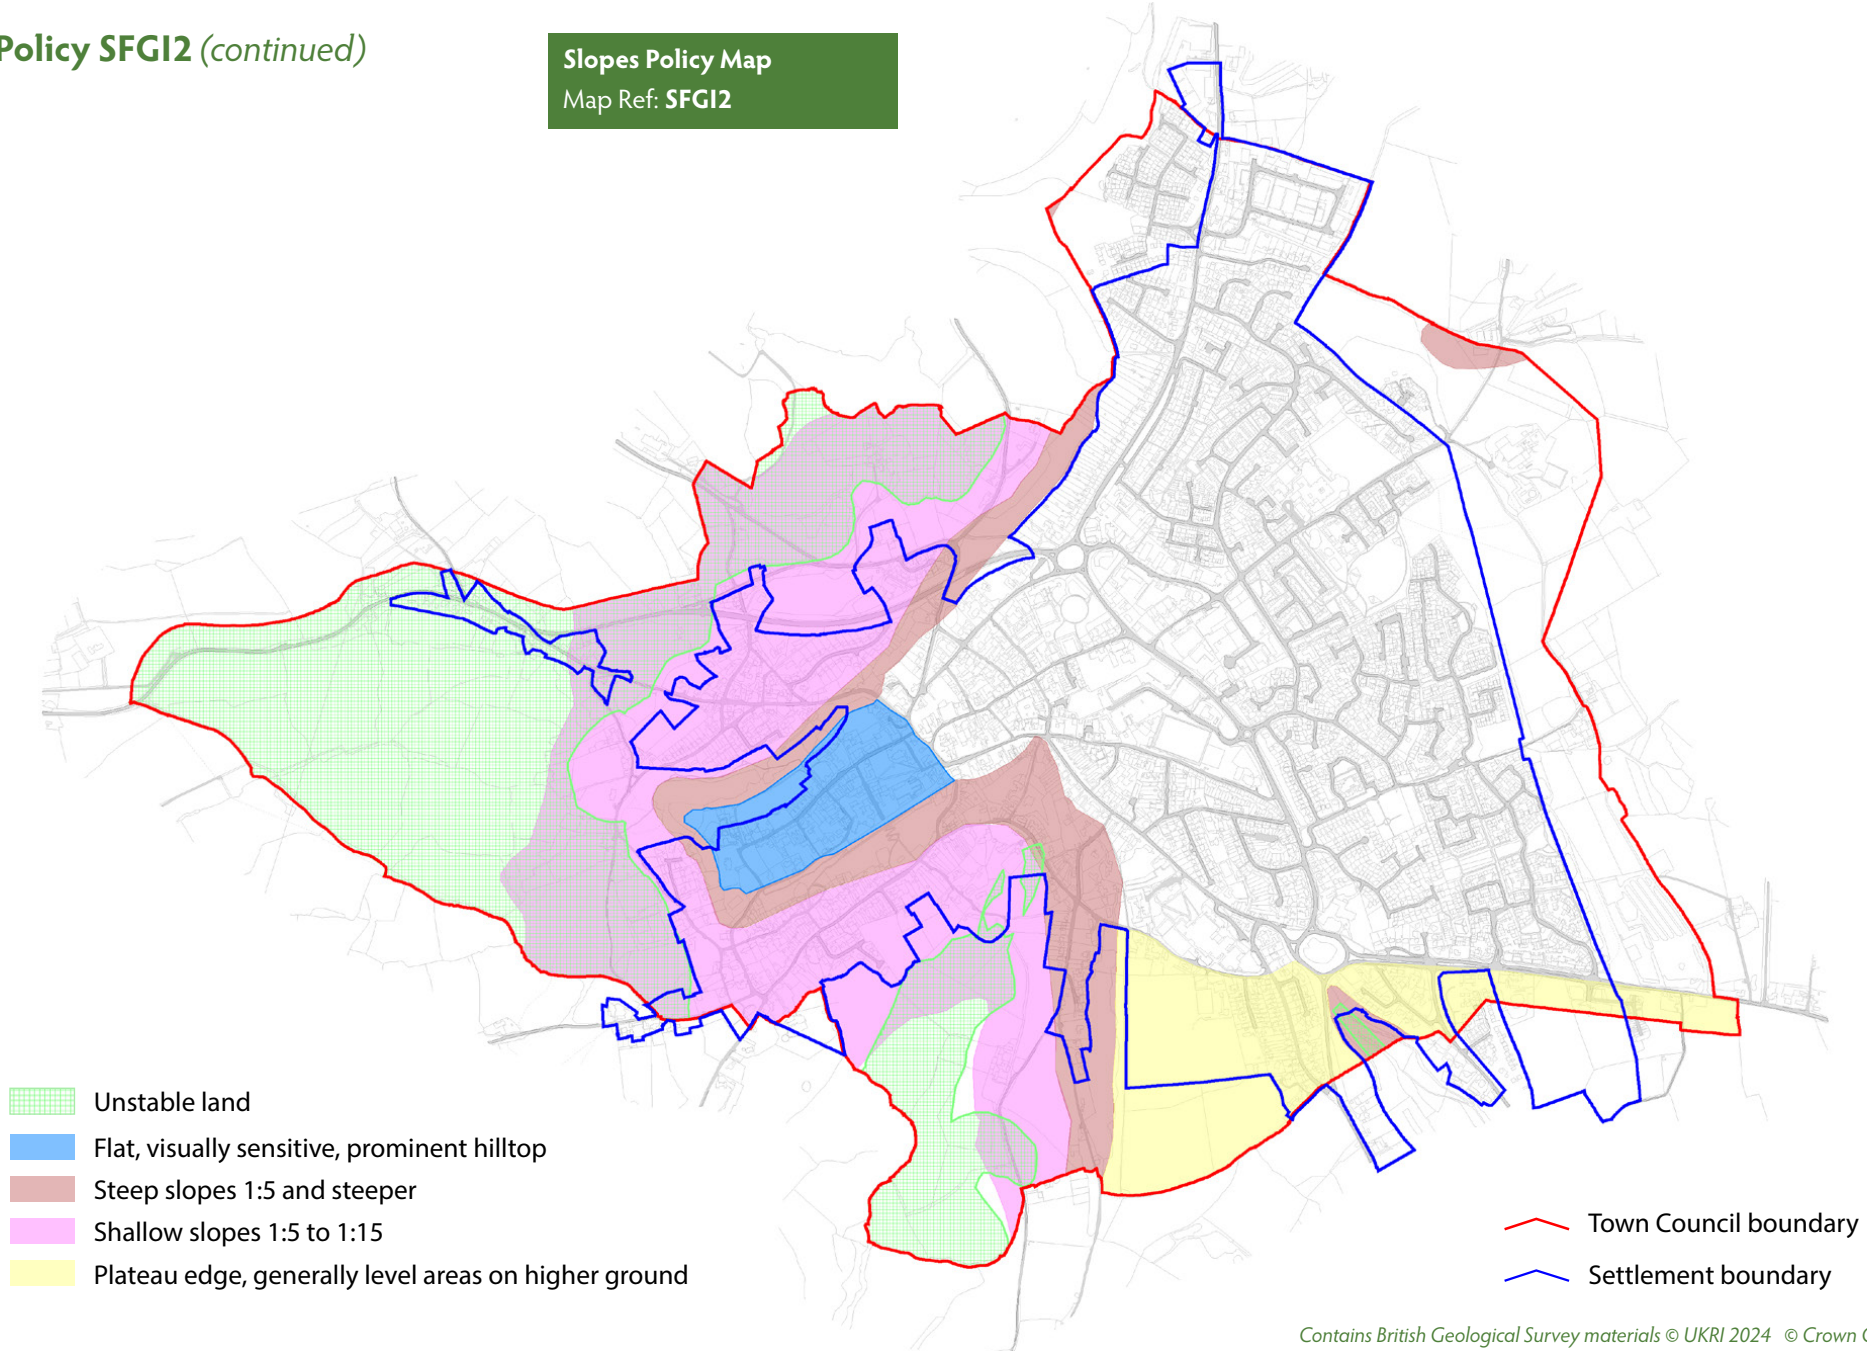 Policy SFGI2 (continued)
Slopes Policy Map
Map Ref: SFGI2
Unstable land
Flat, visually sensitive, prominent hilltop
Steep slopes 1:5 and steeper
Shallow slopes 1:5 to 1:15
Plateau edge, generally level areas on higher ground
Town Council boundary
Settlement boundary
Contains British Geological Survey materials © UKRI 2024 © Crown